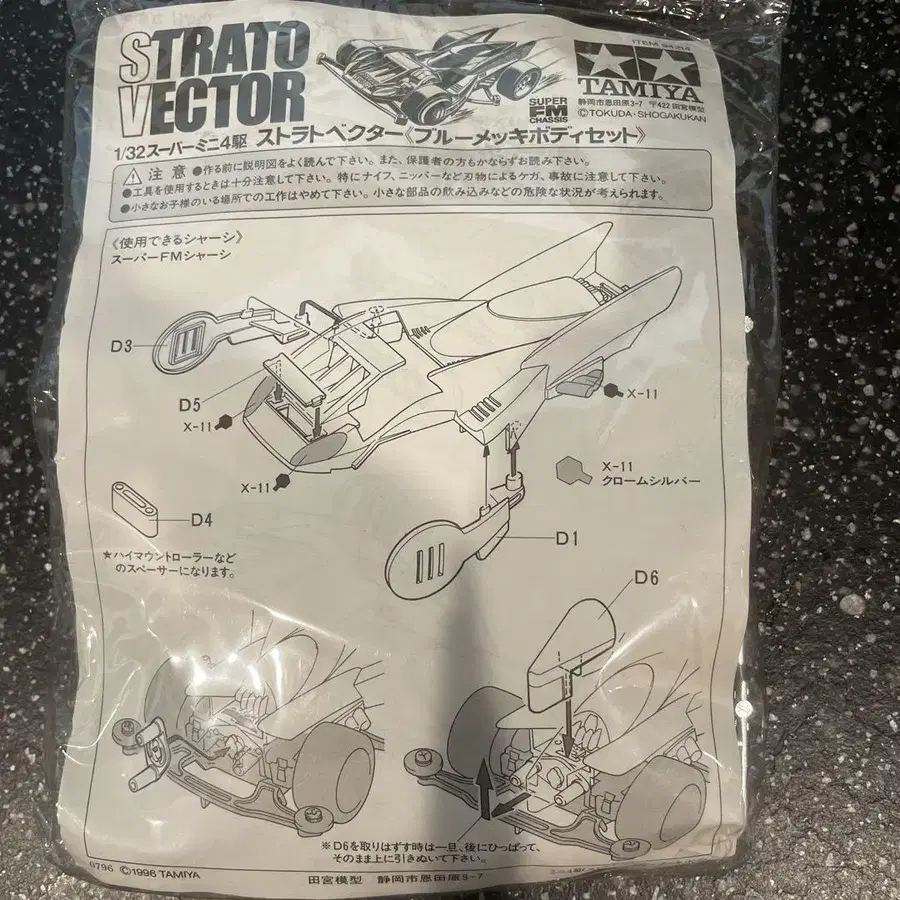 STRATO
VECTOR
SUPER
FM
CHASSIS
TAMIYA
静岡市恩田原3-7 〒422 田宮模型
©TOKUDA・SHOGAKUKAN
1/32スーパーミニ4駆 ストラトベクター《ブルーメッキボディセット》
注意 ●作る前に説明図をよく読んで下さい。また、保護者の方もかならずお読み下さい。
●工具を使用するときは十分注意して下さい。特にナイフ、ニッパーなど刃物によるケガ、事故に注意して下さい。
●小さなお子様のいる場所での工作はやめて下さい。小さな部品の飲み込みなどの危険な状況が考えられます。
《使用できるシャーシ》
スーパーFMシャーシ
D3
D5
X-11
X-11
X-11
X-11
クロームシルバー
D4
★ハイマウントローラーなど
のスペーサーになります。
D1
D6
※D6を取りはずす時は一旦、後にひっぱって、
そのまま上に引きぬいて下さい。
0796 ©1996 TAMIYA
田宮模型 静岡市恩田原3-7